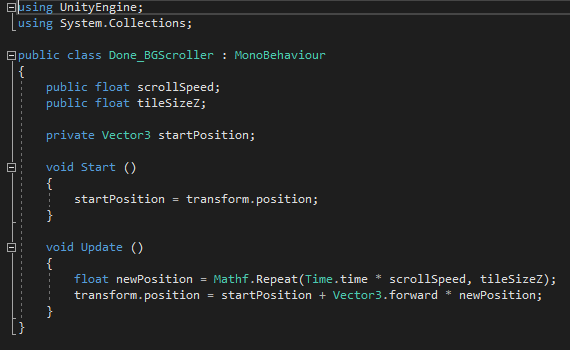 using UnityEngine;
using System.Collections;
public class Done_BGScroller : MonoBehaviour
{
public float scrollSpeed;
public float tileSizeZ;
private Vector3 startPosition;
void Start ()
{
startPosition = transform.position;
}
void Update ()
{
float newPosition = Mathf.Repeat(Time.time * scrollSpeed, tileSizeZ);
transform.position = startPosition + Vector3.forward * newPosition;
}
}